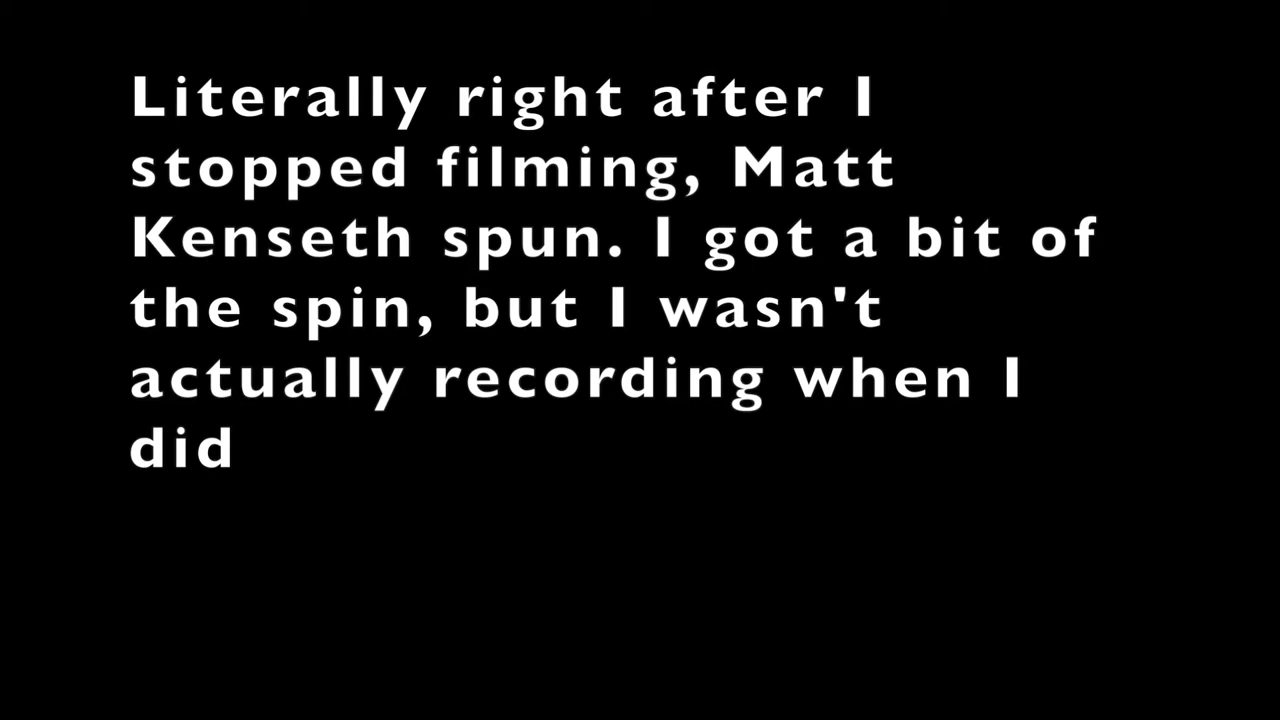 Literally right after I
stopped filming, Matt
Kenseth spun. I got a bit of
the spin, but I wasn't
actually recording when I
did